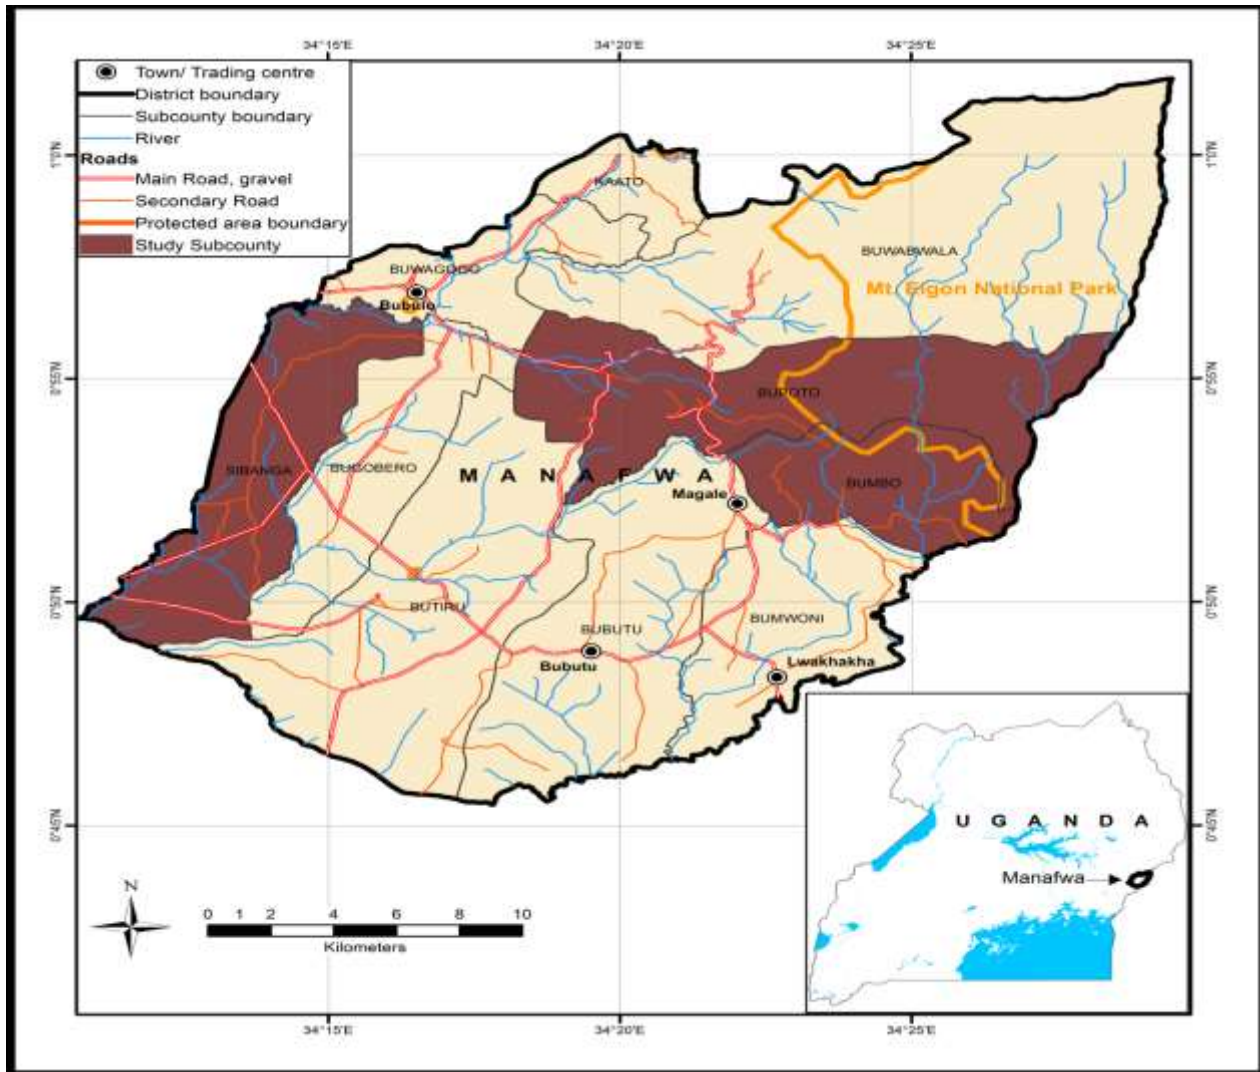 34°15'E
34°20'E
34°25'E
Town/ Trading centre
District boundary
Subcounty boundary
River
Roads
Main Road, gravel
Secondary Road
Protected area boundary
Study Subcounty
1°0'N
1°0'N
KAATO
BUWABWALA
BUWAGOGO
Mt. Elgon National Park
Bubulo
0°55'N
0°55'N
BUPOTO
SIBANGA
BUGOBERO
MANAFWA
BUMBO
Magale
0°50'N
0°50'N
BUTIRU
BUBUTU
BUMWONI
Bubutu
Lwakhakha
0°45'N
0°45'N
UGANDA
Manafwa
N
0 1 2 4 6 8 10
Kilometers
34°15'E
34°20'E
34°25'E